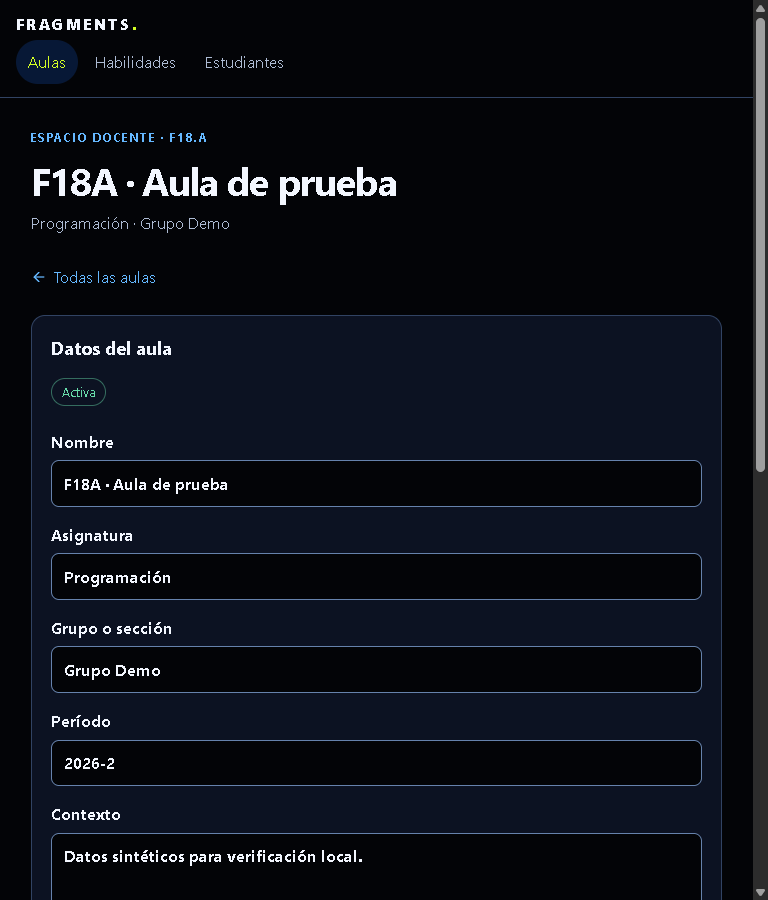 FRAGMENTS.
Aulas Habilidades Estudiantes
ESPACIO DOCENTE · F18.A
F18A · Aula de prueba
Programación · Grupo Demo
← Todas las aulas
Datos del aula
Activa
Nombre
F18A · Aula de prueba
Asignatura
Programación
Grupo o sección
Grupo Demo
Período
2026-2
Contexto
Datos sintéticos para verificación local.